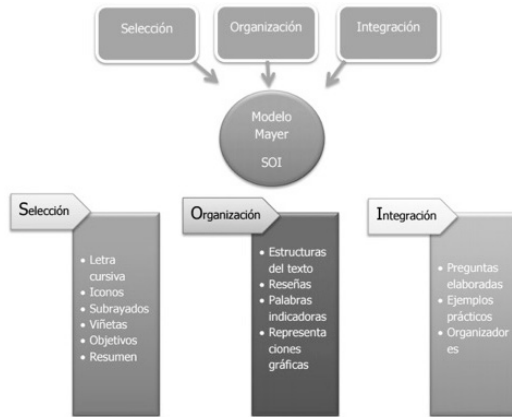 Selección
Organización
Integración
Modelo
Mayer
SOI
Selección
• Letra
cursiva
• Iconos
• Subrayados
• Viñetas
• Objetivos
• Resumen
Organización
• Estructuras
del texto
• Reseñas
• Palabras
indicadoras
• Representa
ciones
gráficas
Integración
• Preguntas
elaboradas
• Ejemplos
prácticos
• Organizador
es